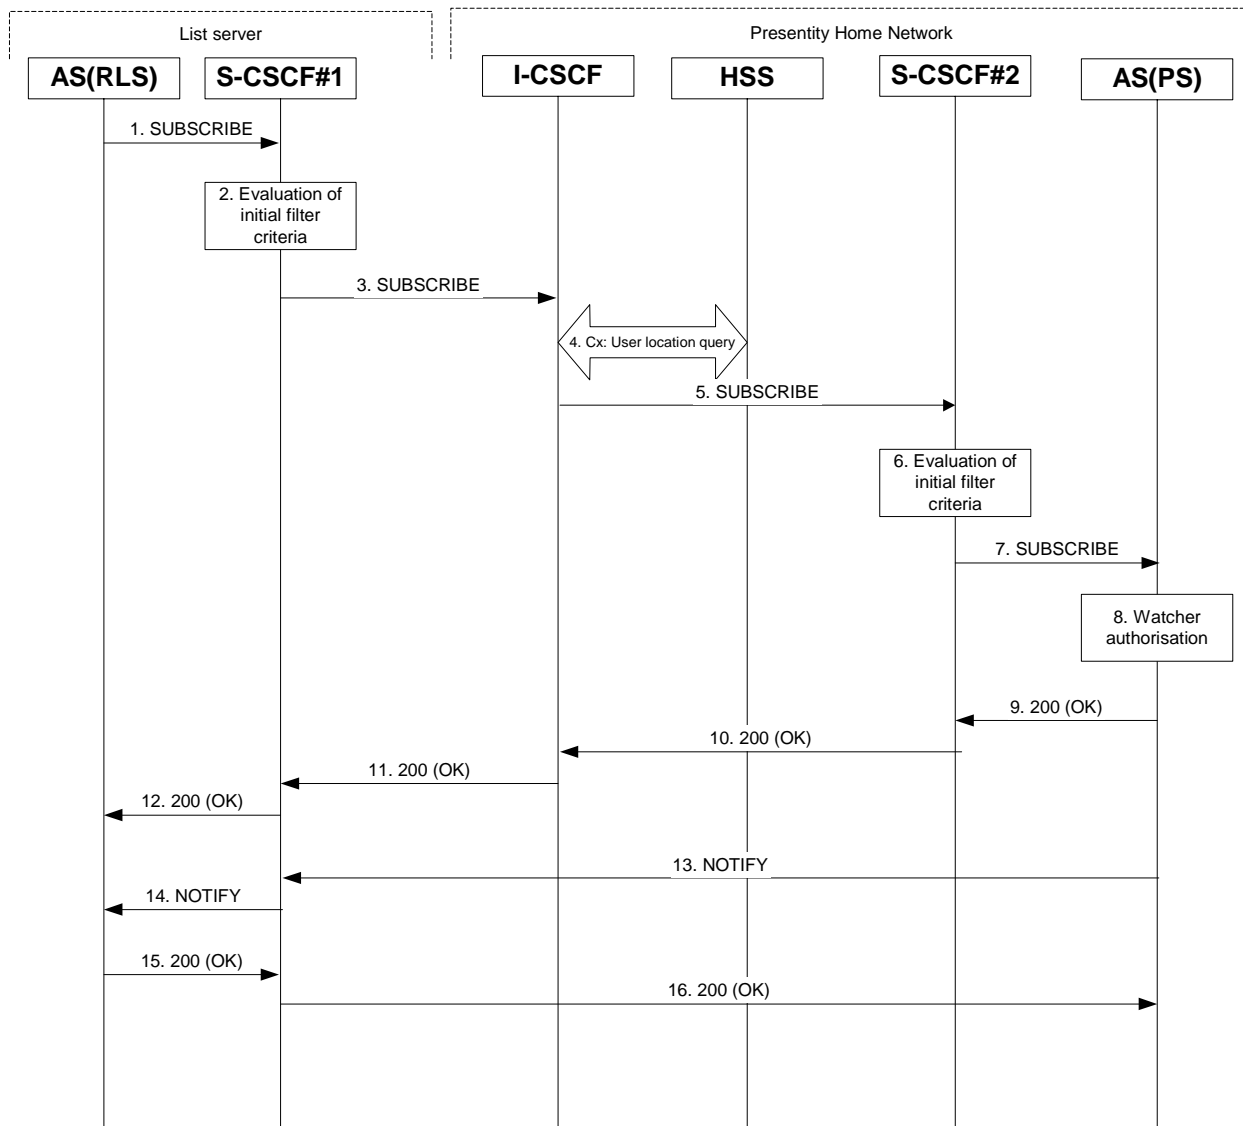 List server
Presentity Home Network
AS(RLS)
S-CSCF#1
I-CSCF
HSS
S-CSCF#2
AS(PS)
1. SUBSCRIBE
2. Evaluation of
initial filter
criteria
3. SUBSCRIBE
4. Cx: User location query
5. SUBSCRIBE
6. Evaluation of
initial filter
criteria
7. SUBSCRIBE
8. Watcher
authorisation
9. 200 (OK)
10. 200 (OK)
11. 200 (OK)
12. 200 (OK)
13. NOTIFY
14. NOTIFY
15. 200 (OK)
16. 200 (OK)